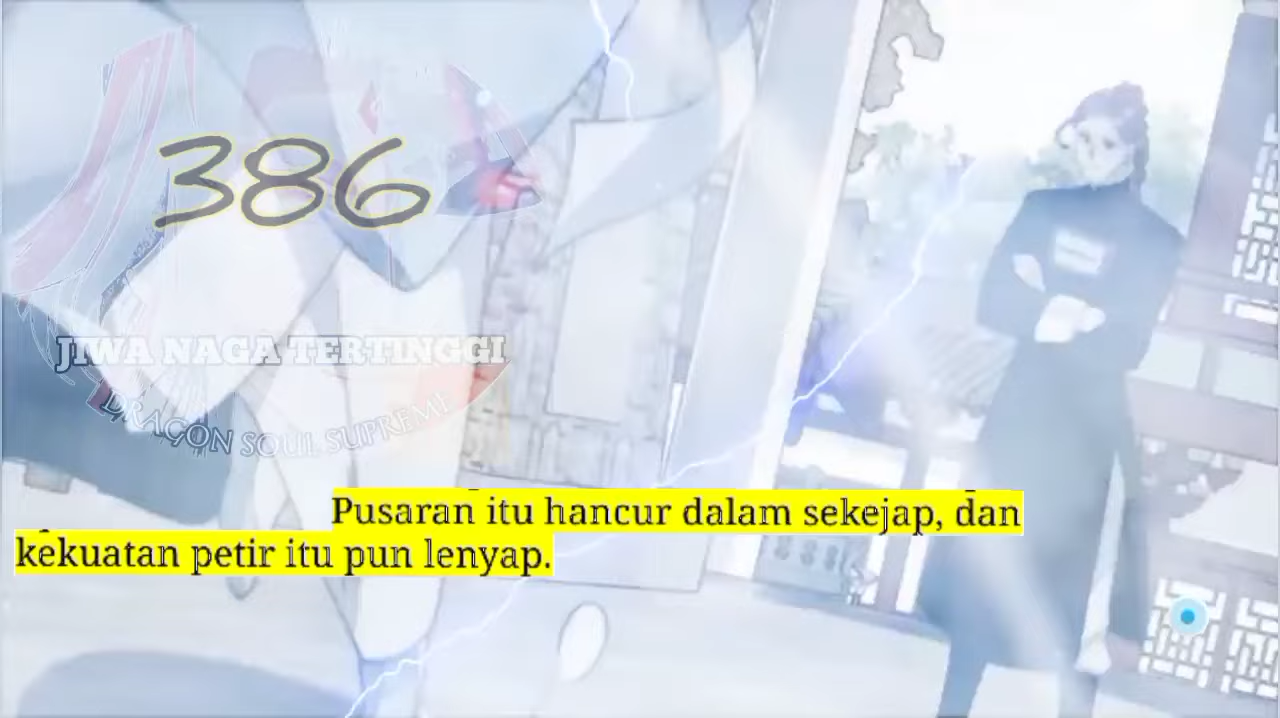 386
JIWA NAGA TERTINGGI
DRAGON SOUL SUPREME
Pusaran itu hancur dalam sekejap, dan
kekuatan petir itu pun lenyap.